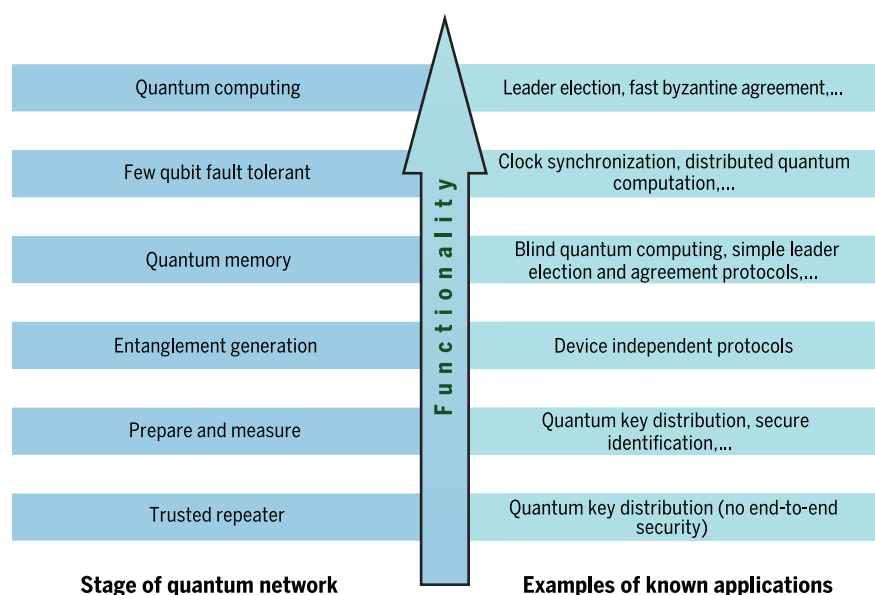 Quantum computing
Leader election, fast byzantine agreement,...
Few qubit fault tolerant
Clock synchronization, distributed quantum
computation,...
Quantum memory
Blind quantum computing, simple leader
election and agreement protocols,...
Entanglement generation
Device independent protocols
Prepare and measure
Quantum key distribution, secure
identification,...
Trusted repeater
Quantum key distribution (no end-to-end
security)
Functionality
Stage of quantum network
Examples of known applications